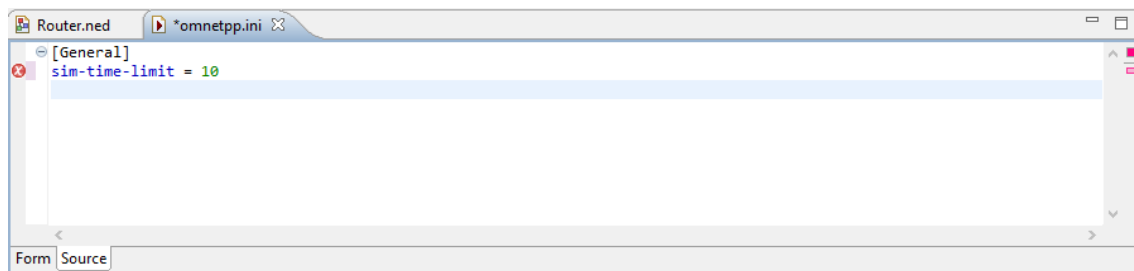 Router.ned *omnetpp.ini
[General]
sim-time-limit = 10
Form Source